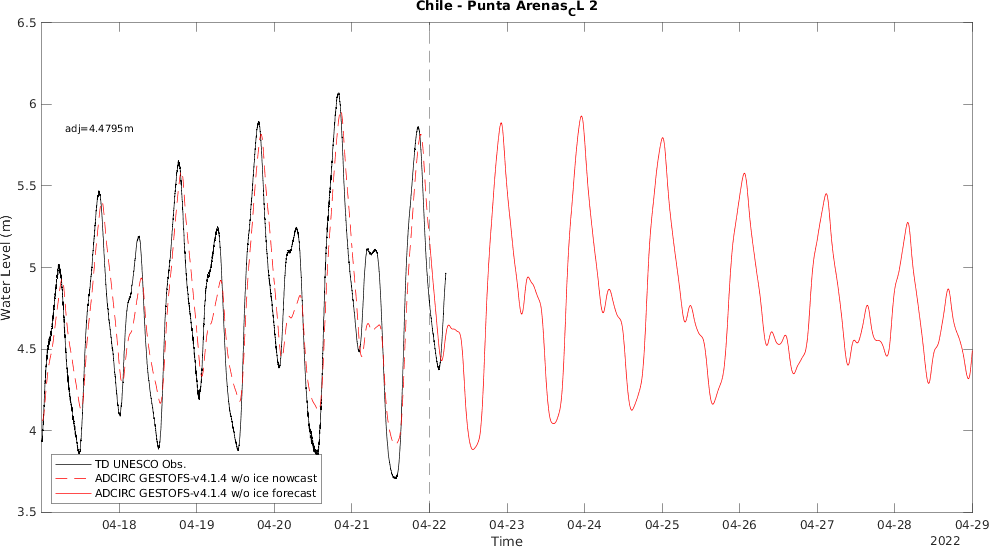 Chile - Punta Arenas_CL 2
6.5
6
adj=4.4795m
5.5
5
Water Level (m)
4.5
4
TD UNESCO Obs.
ADCIRC GESTOFS-v4.1.4 w/o ice nowcast
ADCIRC GESTOFS-v4.1.4 w/o ice forecast
3.5
04-18 04-19 04-20 04-21 04-22 04-23 04-24 04-25 04-26 04-27 04-28 04-29
Time
2022